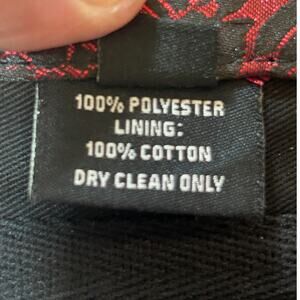 100% POLYESTER
LINING:
100% COTTON
DRY CLEAN ONLY